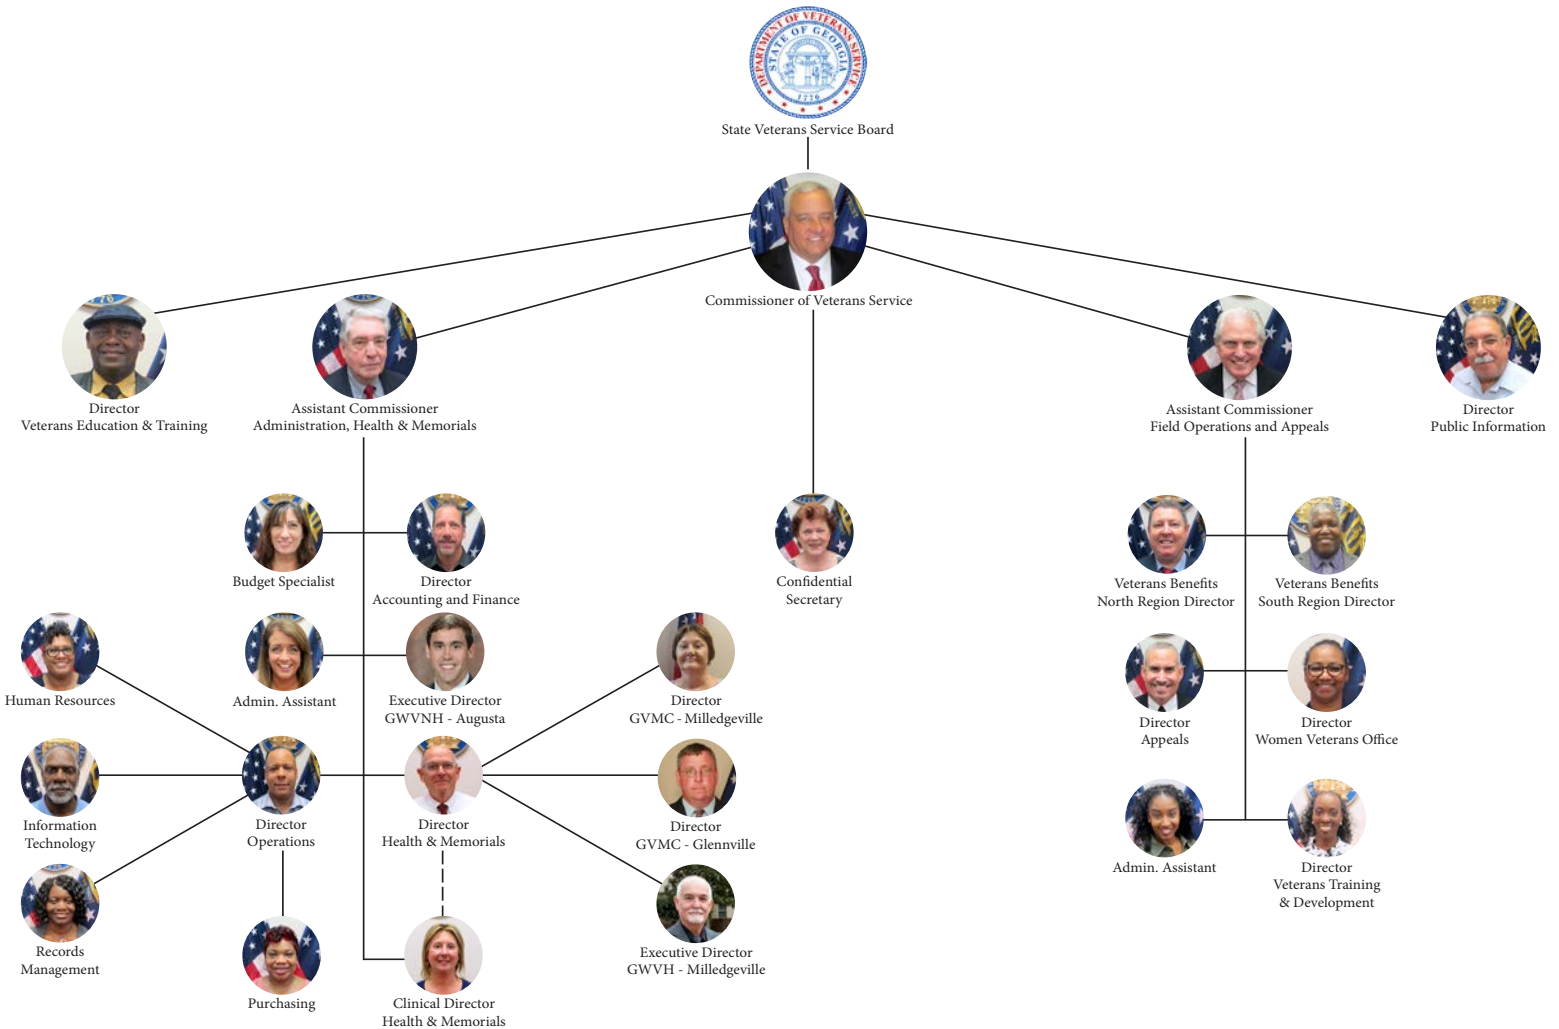 DEPARTMENT OF VETERANS SERVICE
STATE OF GEORGIA
1776
State Veterans Service Board
Commissioner of Veterans Service
Director
Veterans Education & Training
Assistant Commissioner
Administration, Health & Memorials
Assistant Commissioner
Field Operations and Appeals
Director
Public Information
Budget Specialist
Director
Accounting and Finance
Confidential
Secretary
Veterans Benefits
North Region Director
Veterans Benefits
South Region Director
Human Resources
Admin. Assistant
Executive Director
GWVNH - Augusta
Director
GVMC - Milledgeville
Director
Appeals
Director
Women Veterans Office
Information
Technology
Director
Operations
Director
Health & Memorials
Director
GVMC - Glennville
Admin. Assistant
Director
Veterans Training
& Development
Records
Management
Purchasing
Clinical Director
Health & Memorials
Executive Director
GWVH - Milledgeville